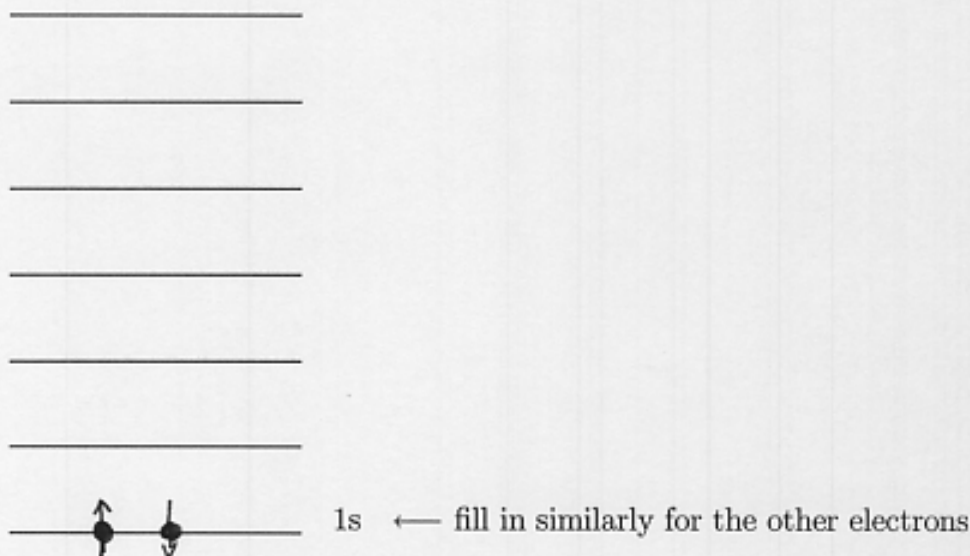 1s ⟵ fill in similarly for the other electrons